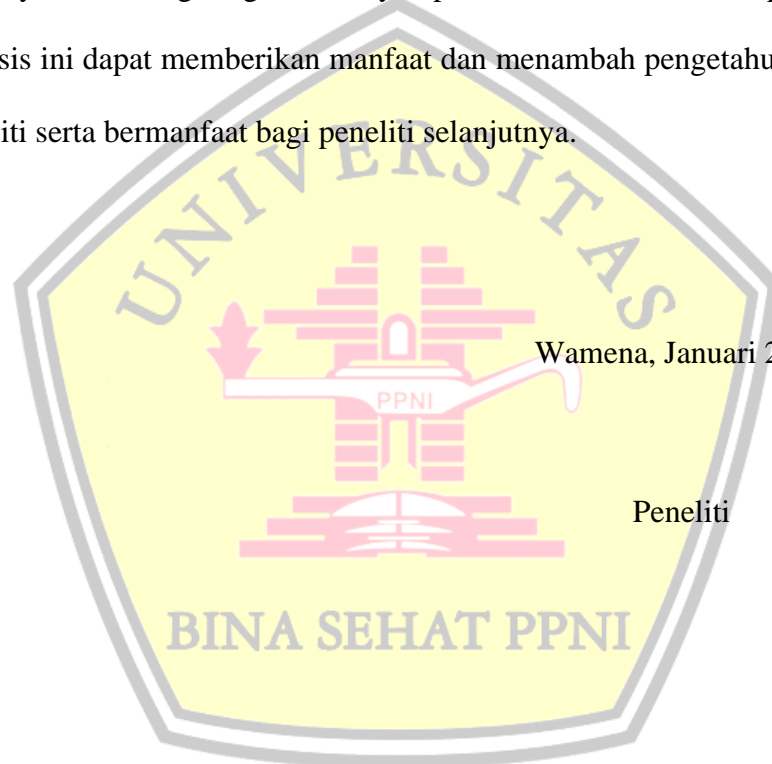 sis ini dapat memberikan manfaat dan menambah pengetahu
iti serta bermanfaat bagi peneliti selanjutnya.
UNIVERSITAS
Wamena, Januari 2
PPNI
Peneliti
BINA SEHAT PPNI